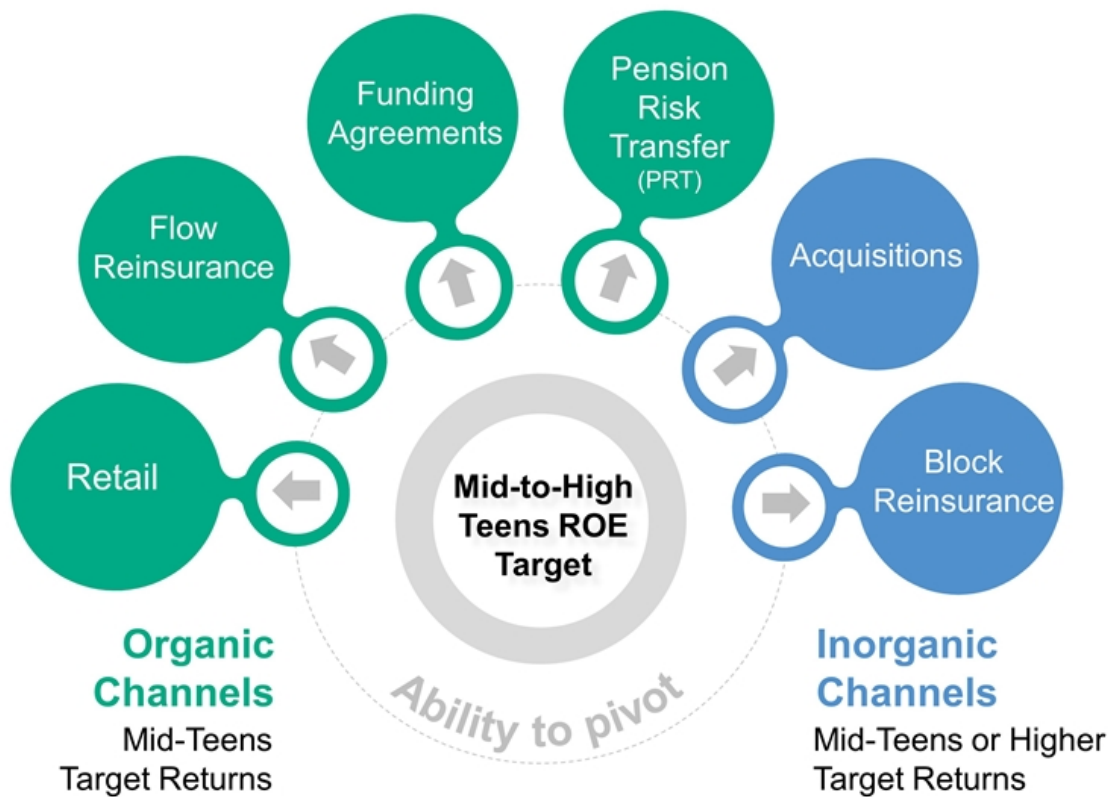 Funding
Agreements
Pension
Risk
Transfer
(PRT)
Flow
Reinsurance
Acquisitions
Retail
Block
Reinsurance
Mid-to-High
Teens ROE
Target
Organic
Channels
Mid-Teens
Target Returns
Ability to pivot
Inorganic
Channels
Mid-Teens or Higher
Target Returns